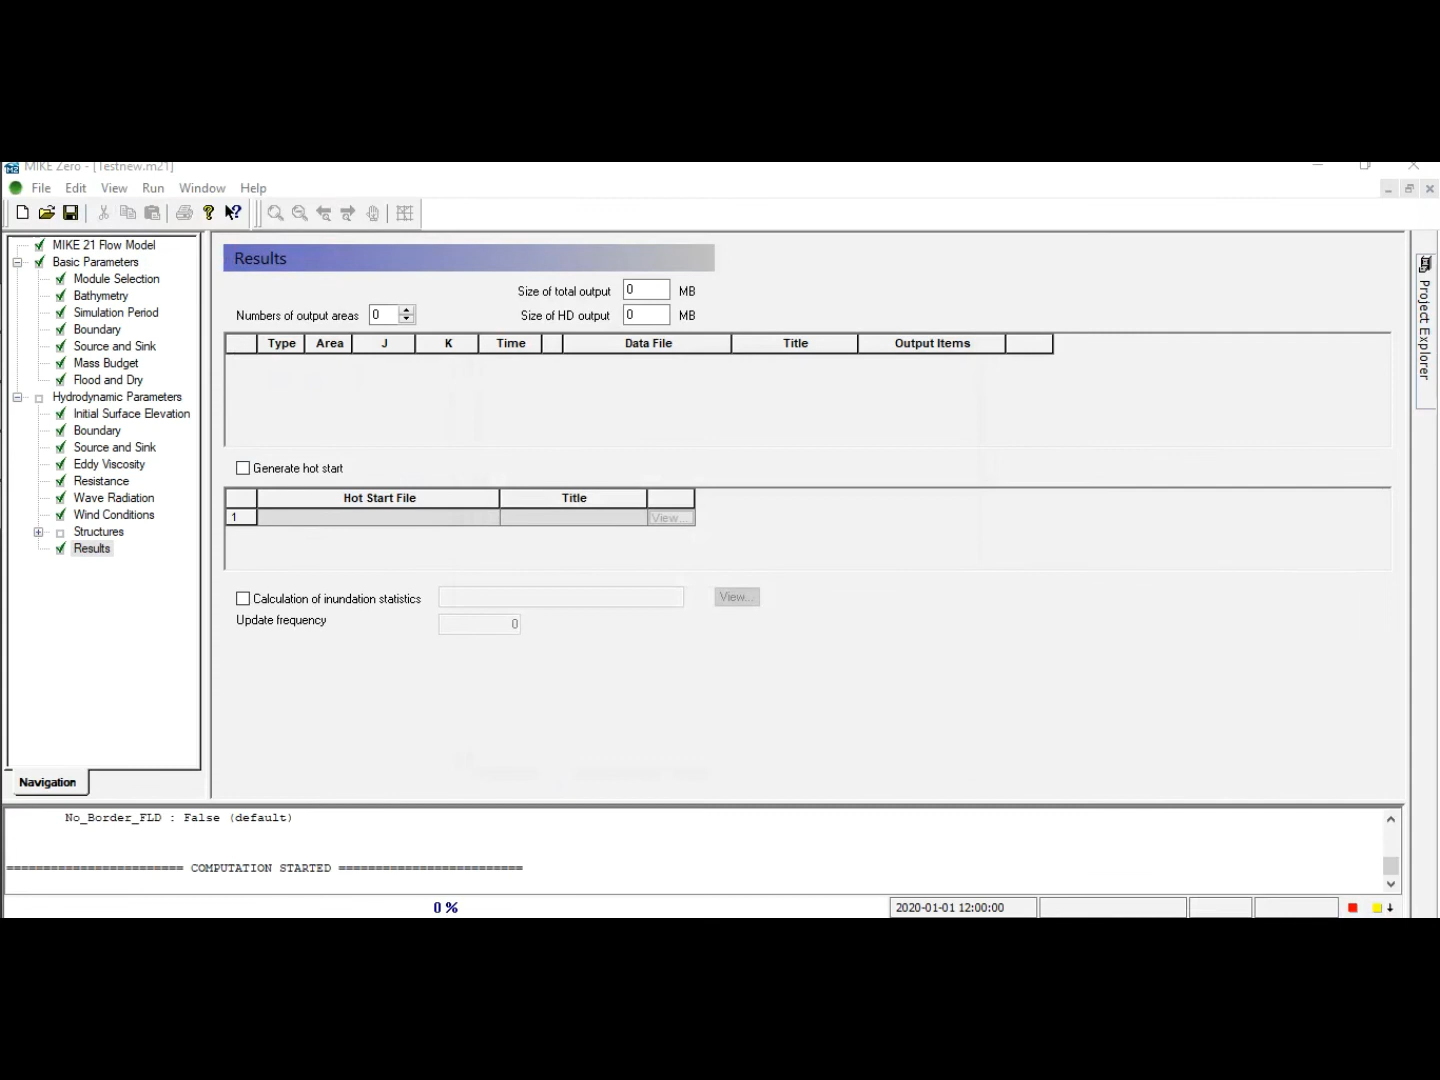 MIKE Zero - [Testnew.m21]
File Edit View Run Window Help
MIKE 21 Flow Model
Basic Parameters
Module Selection
Bathymetry
Simulation Period
Boundary
Source and Sink
Mass Budget
Flood and Dry
Hydrodynamic Parameters
Initial Surface Elevation
Boundary
Source and Sink
Eddy Viscosity
Resistance
Wave Radiation
Wind Conditions
Structures
Results
Navigation
Results
Size of total output 0 MB
Numbers of output areas 0 Size of HD output 0 MB
Type Area J K Time Data File Title Output Items
Generate hot start
Hot Start File Title
1 View...
Calculation of inundation statistics View...
Update frequency 0
Project Explorer
No_Border_FLD : False (default)
======================== COMPUTATION STARTED =========================
0 % 2020-01-01 12:00:00